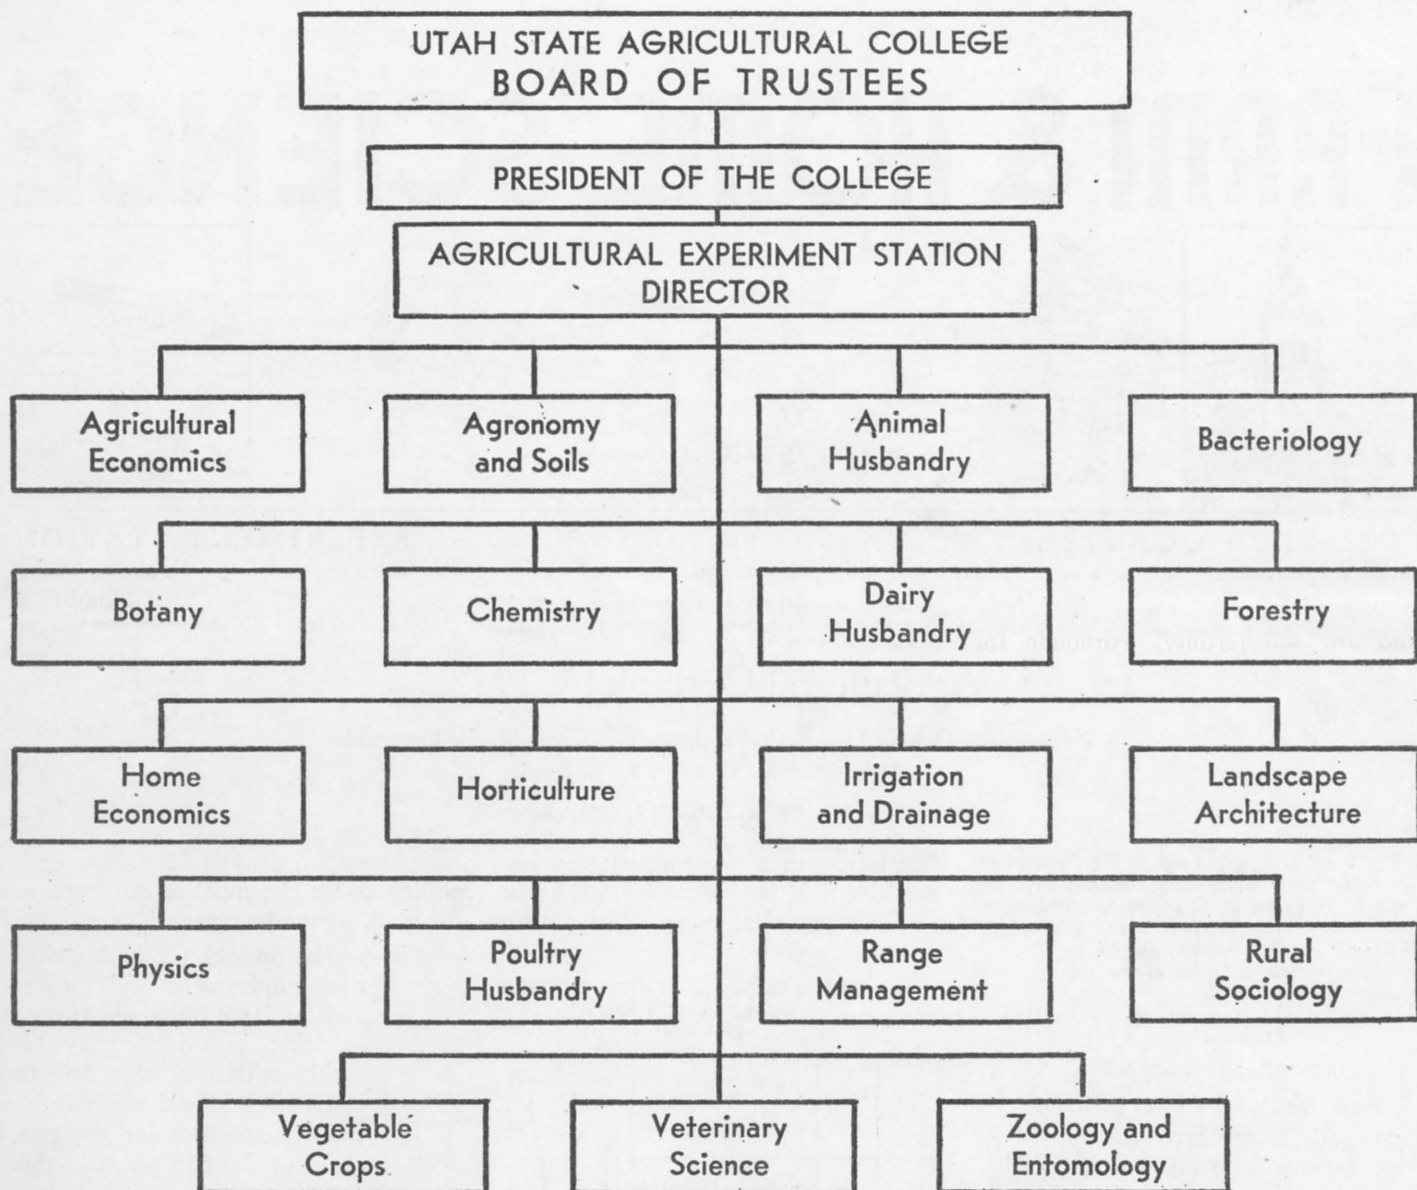 UTAH STATE AGRICULTURAL COLLEGE
BOARD OF TRUSTEES
PRESIDENT OF THE COLLEGE
AGRICULTURAL EXPERIMENT STATION
DIRECTOR
Agricultural
Economics
Agronomy
and Soils
Animal
Husbandry
Bacteriology
Botany
Chemistry
Dairy
Husbandry
Forestry
Home
Economics
Horticulture
Irrigation
and Drainage
Landscape
Architecture
Physics
Poultry
Husbandry
Range
Management
Rural
Sociology
Vegetable
Crops
Veterinary
Science
Zoology and
Entomology